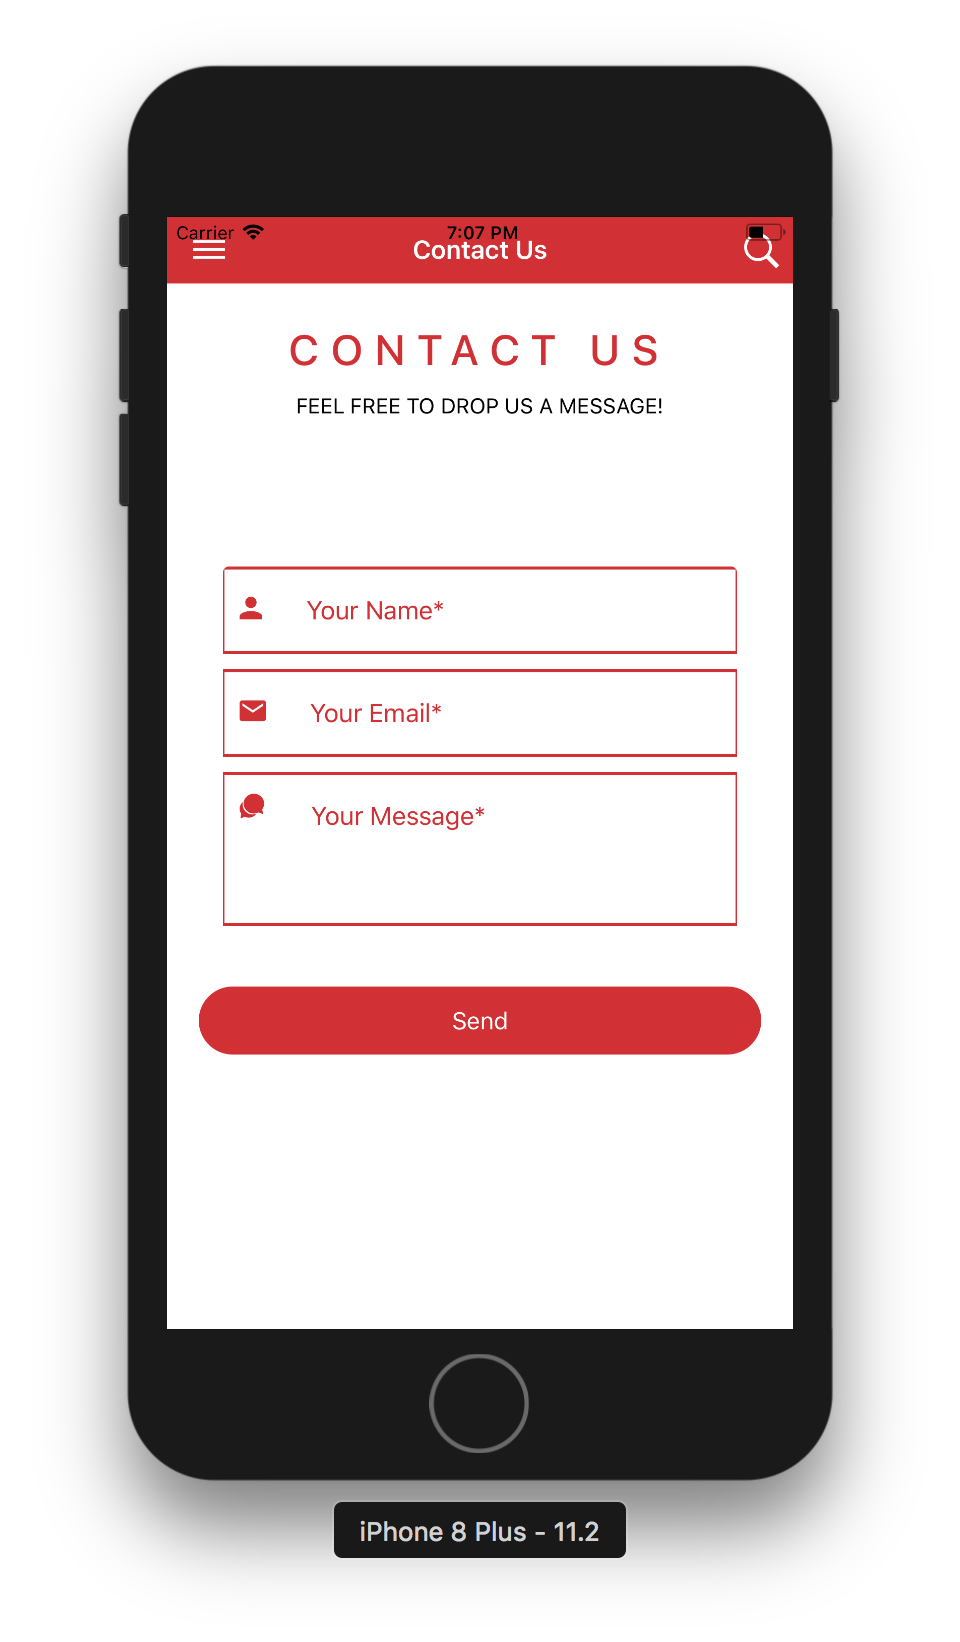 Carrier 7:07 PM
Contact Us
CONTACT US
FEEL FREE TO DROP US A MESSAGE!
Your Name*
Your Email*
Your Message*
Send
iPhone 8 Plus - 11.2